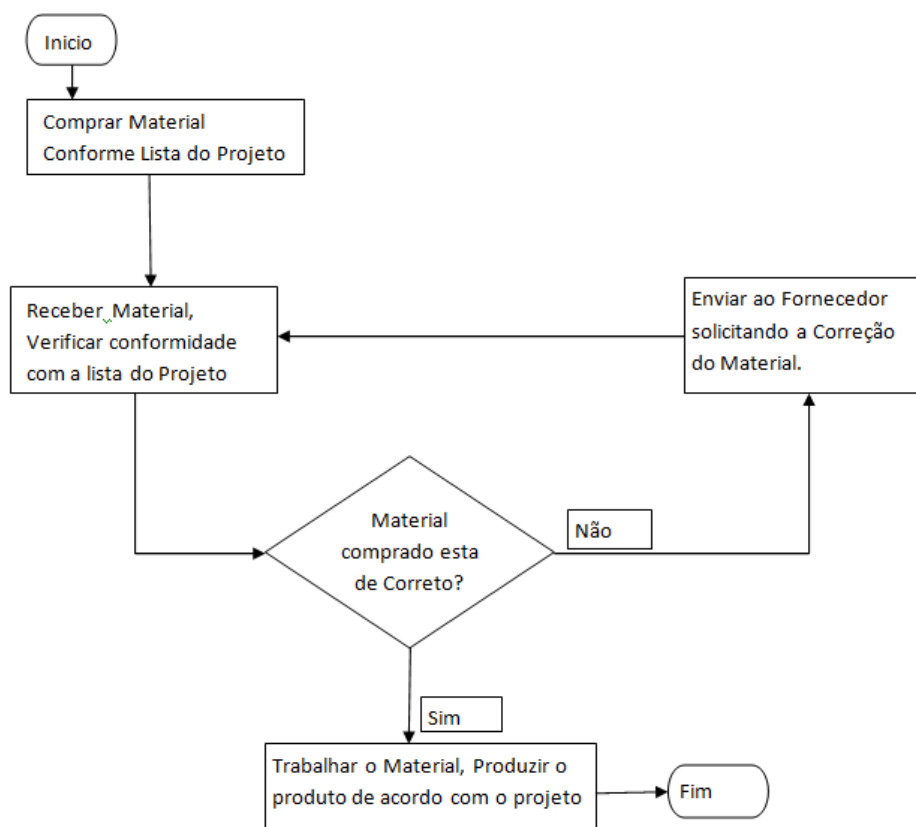 Inicio
Comprar Material
Conforme Lista do Projeto
Receber Material,
Verificar conformidade
com a lista do Projeto
Enviar ao Fornecedor
solicitando a Correção
do Material.
Material
comprado esta
de Correto?
Não
Sim
Trabalhar o Material, Produzir o
produto de acordo com o projeto
Fim